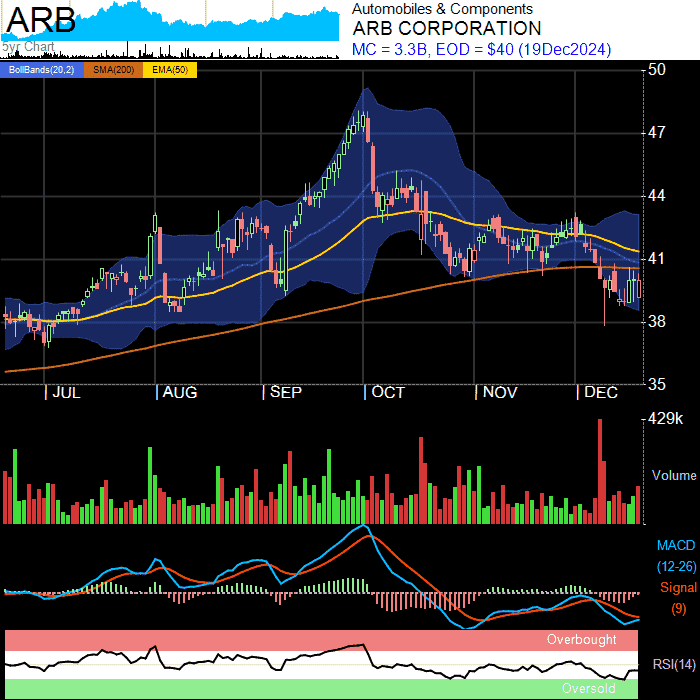 ARB
5yr Chart
Automobiles & Components
ARB CORPORATION
MC = 3.3B, EOD = $40 (19Dec2024)
BollBands(20,2) SMA(200) EMA(50)
50
47
44
41
38
35
| JUL | AUG | SEP | OCT | NOV | DEC
429k
Volume
MACD
(12-26)
Signal
(9)
Overbought
RSI(14)
Oversold